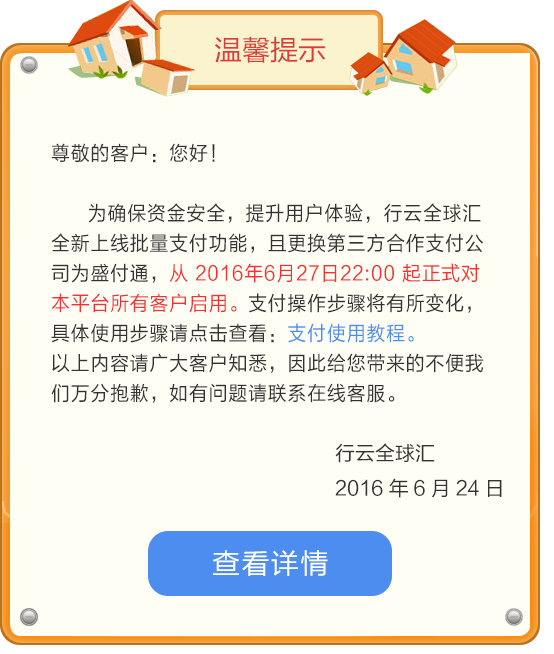 温馨提示
尊敬的客户：您好！
为确保资金安全，提升用户体验，行云全球汇
全新上线批量支付功能，且更换第三方合作支付公
司为盛付通，从 2016年6月27日22:00 起正式对
本平台所有客户启用。支付操作步骤将有所变化，
具体使用步骤请点击查看：支付使用教程。
以上内容请广大客户知悉，因此给您带来的不便我
们万分抱歉，如有问题请联系在线客服。
行云全球汇
2016 年 6 月 24 日
查看详情